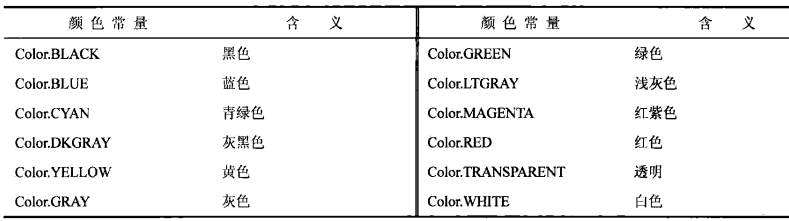 颜色常量 含义 颜色常量 含义
Color.BLACK 黑色 Color.GREEN 绿色
Color.BLUE 蓝色 Color.LTGRAY 浅灰色
Color.CYAN 青绿色 Color.MAGENTA 红紫色
Color.DKGRAY 灰黑色 Color.RED 红色
Color.YELLOW 黄色 Color.TRANSPARENT 透明
Color.GRAY 灰色 Color.WHITE 白色